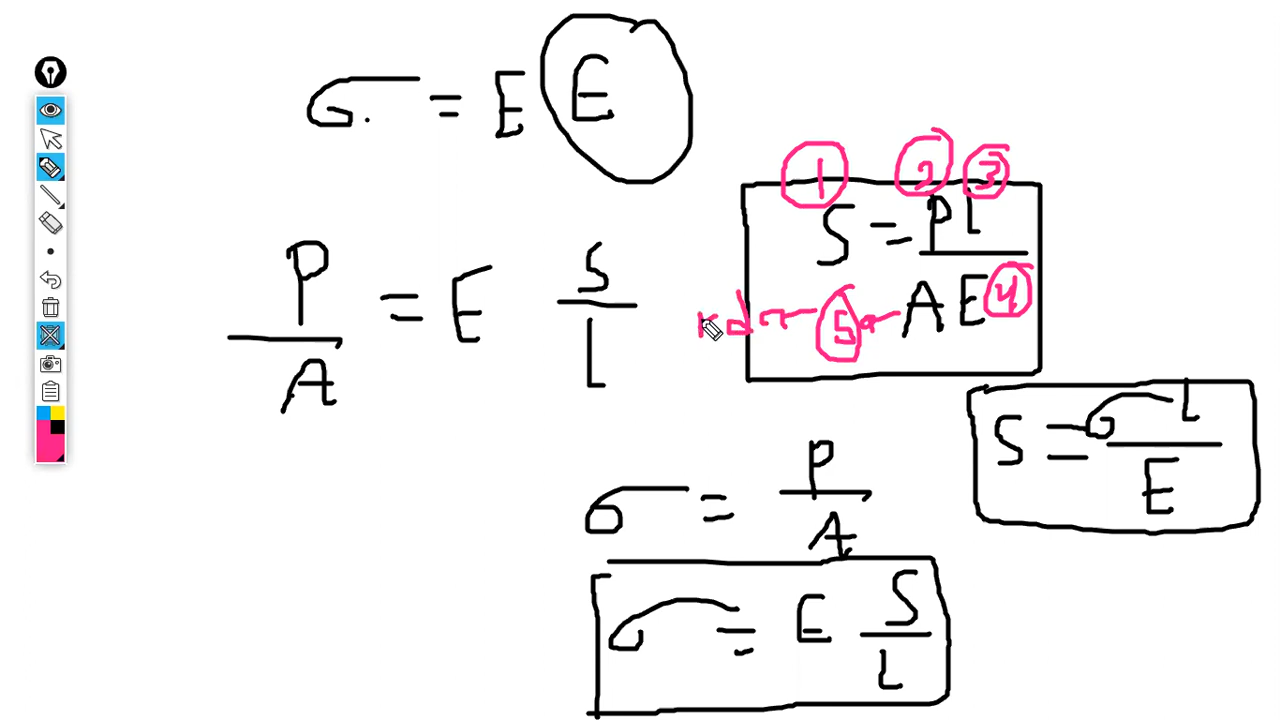 σ = E E
P/A = E S/L
1 2 3
S = PL/AE 4
5
d
S = σL/E
σ = P/A
σ = E S/L